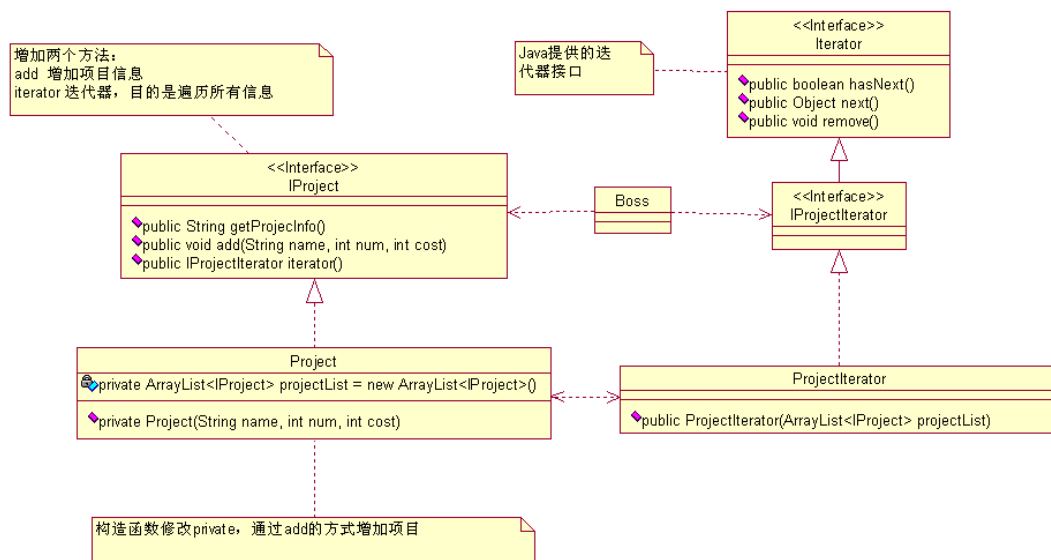 增加两个方法：
add 增加项目信息
iterator 迭代器，目的是遍历所有信息
Java提供的迭
代器接口
<<Interface>>
Iterator
public boolean hasNext()
public Object next()
public void remove()
<<Interface>>
IProject
public String getProjecInfo()
public void add(String name, int num, int cost)
public IProjectIterator iterator()
Boss
<<Interface>>
IProjectIterator
Project
private ArrayList<IProject> projectList = new ArrayList<IProject>()
private Project(String name, int num, int cost)
ProjectIterator
public ProjectIterator(ArrayList<IProject> projectList)
构造函数修改private，通过add的方式增加项目